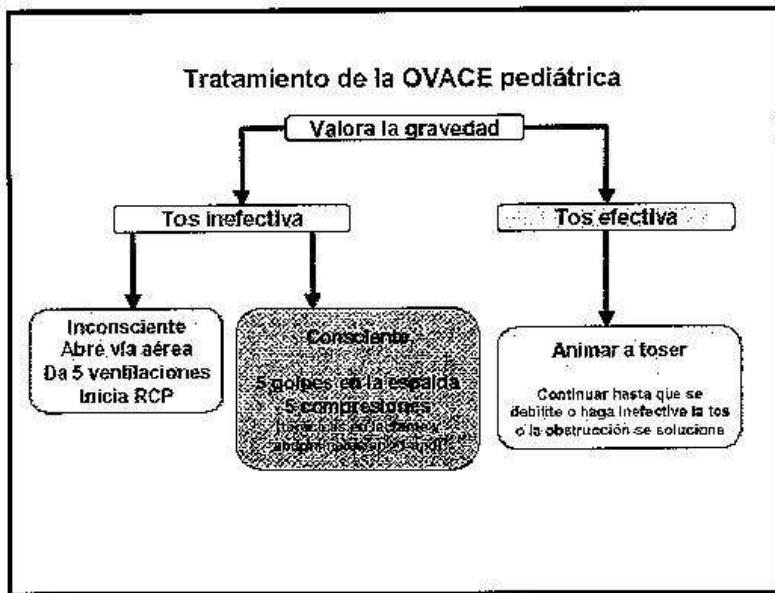 Tratamiento de la OVACE pediátrica
Valora la gravedad
Tos inefectiva
Tos efectiva
Inconsciente
Abre vía aérea
Da 5 ventilaciones
Inicia RCP
Consciente
5 golpes en la espalda
5 compresiones
Animar a toser
Continuar hasta que se
debilite o haga inefectiva la tos
o la obstrucción se soluciona